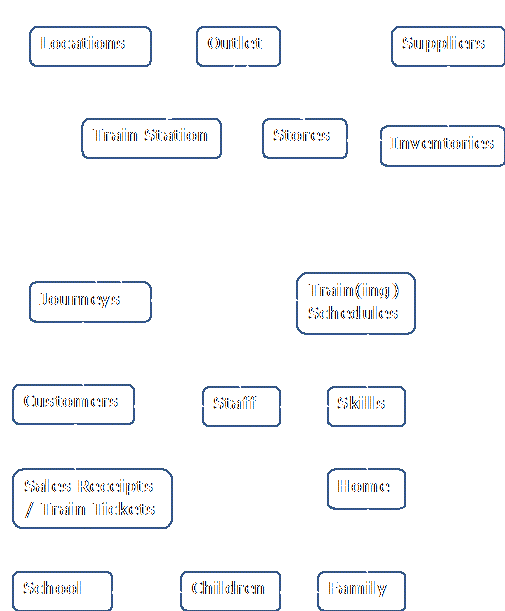 Locations
Outlet
Suppliers
Train Station
Stores
Inventories
Journeys
Train(ing)
Schedules
Customers
Staff
Skills
Sales Receipts
/ Train Tickets
Home
School
Children
Family